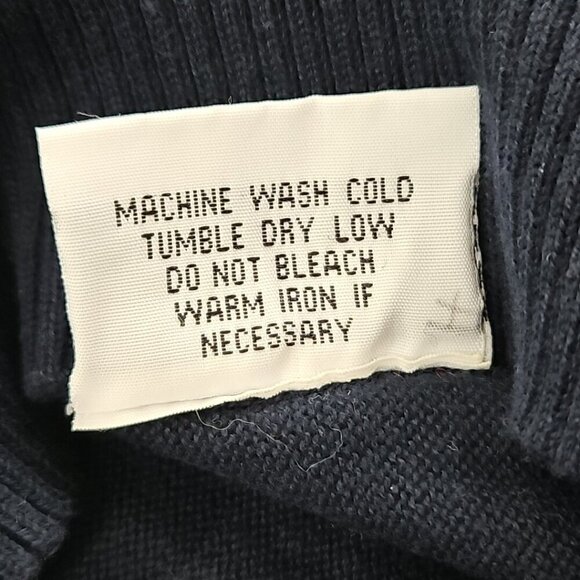 MACHINE WASH COLD
TUMBLE DRY LOW
DO NOT BLEACH
WARM IRON IF
NECESSARY